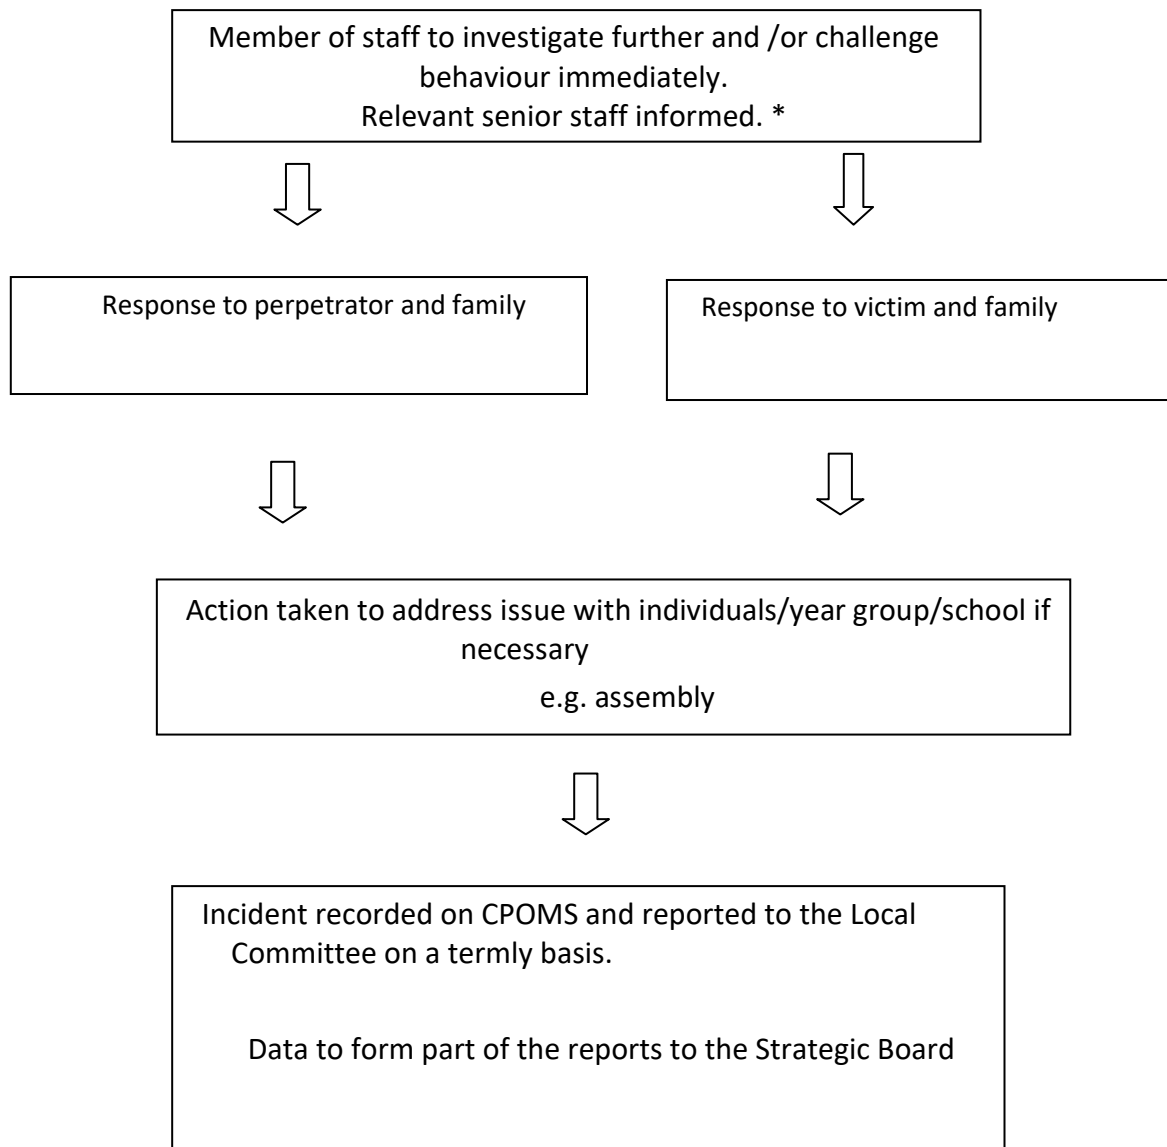 Member of staff to investigate further and /or challenge
behaviour immediately.
Relevant senior staff informed. *
Response to perpetrator and family
Response to victim and family
Action taken to address issue with individuals/year group/school if
necessary
e.g. assembly
Incident recorded on CPOMS and reported to the Local
Committee on a termly basis.
Data to form part of the reports to the Strategic Board